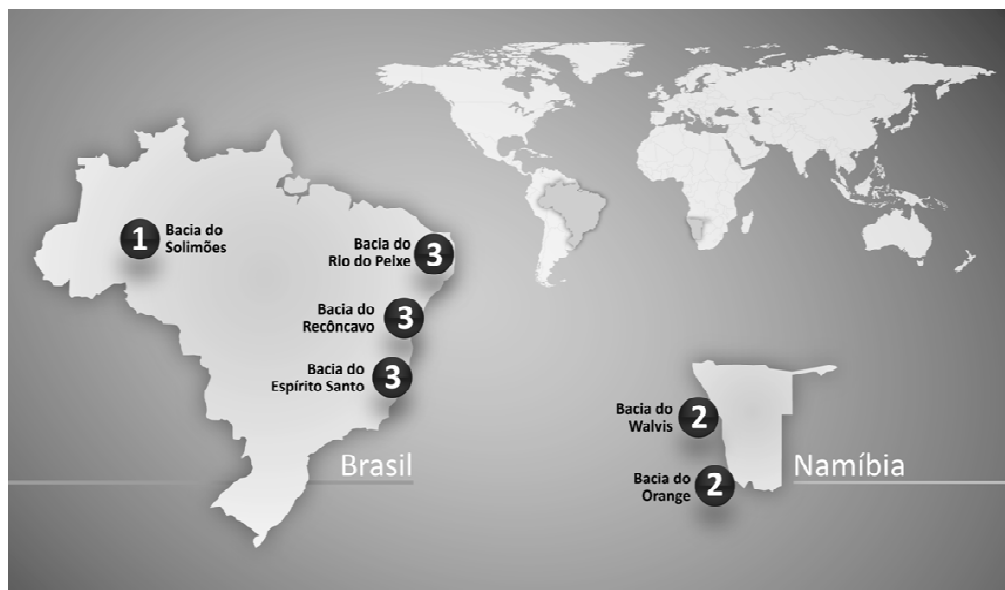 1
Bacia do
Solimões
Bacia do
RIo do Peixe
3
Bacia do
Recôncavo
3
Bacia do
Espírito Santo
3
Brasil
Bacia do
Walvis
2
Bacia do
Orange
2
Namíbia